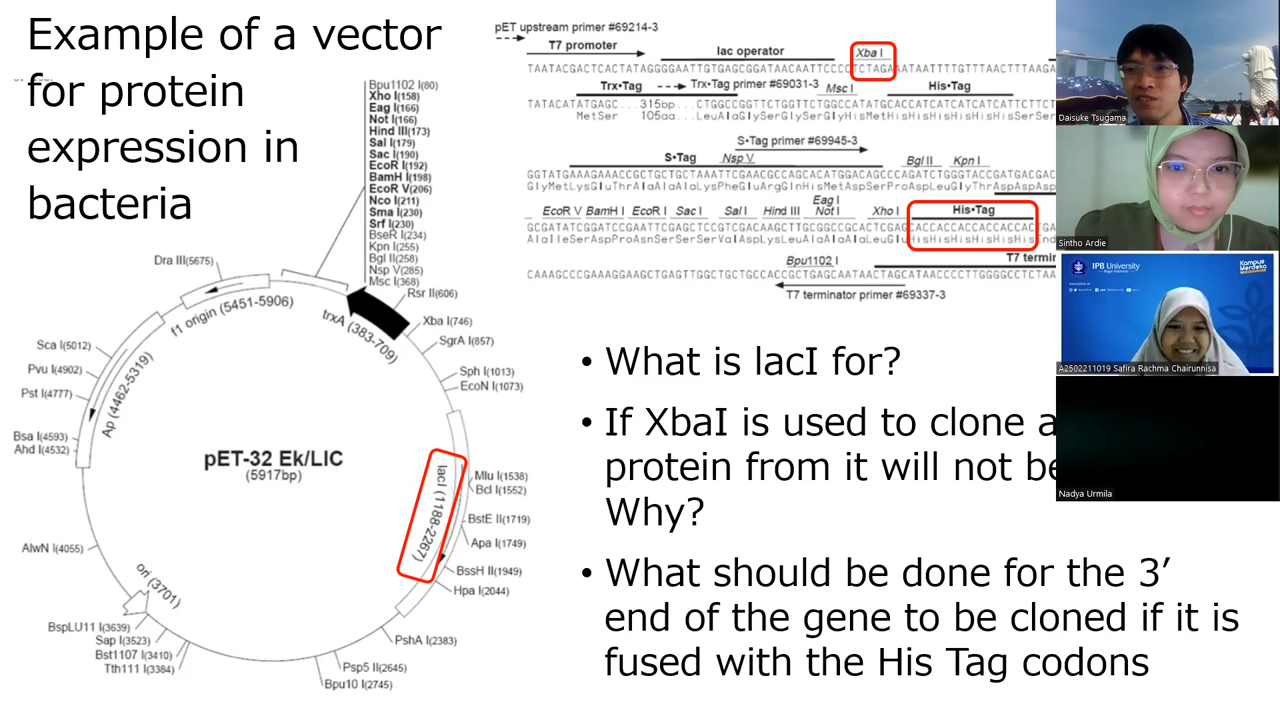 Example of a vector
for protein
expression in
bacteria
pET upstream primer #69214-3
T7 promoter
lac operator
Xba I
TAATACGACTCACTATAGGGGAATTGTGAGCGGATAACAATTCCCCTCTAGAAATAATTTTGTTTAACTTTAAGA
Trx•Tag
Trx•Tag primer #69031-3
Msc I
His•Tag
TATACATATGAGC...315bp...CTGGCCGGTTCTGGTTCTGGCCATATGCACCATCATCATCATCATTCTTCT
MetSer
105aa...LeuAlaGlySerGlySerGlyHisMetHisHisHisHisHisHisSerSer
S•Tag primer #69945-3
S•Tag
Nsp V
Bgl II
Kpn I
GGTATGAAAGAAACCGCTGCTGCTAAATTCGAACGCCAGCACATGGACAGCCCAGATCTGGGTACCGATGACGAC
GlyMetLysGluThrAlaAlaAlaLysPheGluArgGlnHisMetAspSerProAspLeuGlyThrAspAspAsp
EcoR V
BamH I
EcoR I
Sac I
Sal I
Hind III
Eag I
Not I
Xho I
His•Tag
GCGATATCGGATCCGAATTCGAGCTCCGTCGACAAGCTTGCGGCCGCACTCGAGCACCACCACCACCACCACTGA
AlaIleSerAspProAsnSerSerSerValAspLysLeuAlaAlaAlaLeuGluHisHisHisHisHisHisEnd
Bpu1102 I
T7 termin
CAAAGCCCGAAAGGAAGCTGAGTTGGCTGCTGCCACCGCTGAGCAATAACTAGCATAACCCCTTGGGGCCTCTAA
T7 terminator primer #69337-3
Bpu1102 I(80)
Xho I(158)
Eag I(166)
Not I(166)
Hind III(173)
Sal I(179)
Sac I(190)
EcoR I(192)
BamH I(198)
EcoR V(206)
Nco I(211)
Sma I(230)
Srf I(230)
BseR I(234)
Kpn I(255)
Bgl II(258)
Nsp V(285)
Msc I(368)
Rsr II(606)
Xba I(746)
SgrA I(857)
Sph I(1013)
EcoN I(1073)
Mlu I(1538)
Bcl I(1552)
BstE II(1719)
Apa I(1749)
BssH II(1949)
Hpa I(2044)
PshA I(2383)
Psp5 II(2645)
Bpu10 I(2745)
Dra III(5675)
Sca I(5012)
Pvu I(4902)
Pst I(4777)
Bsa I(4593)
Ahd I(4532)
AlwN I(4055)
BspLU11 I(3639)
Sap I(3523)
Bst1107 I(3410)
Tth111 I(3384)
f1 origin (5451-5906)
trxA (383-709)
Ap (4462-5319)
lacI (1188-2267)
ori (3701)
pET-32 Ek/LIC
(5917bp)
• What is lacI for?
• If XbaI is used to clone a
protein from it will not be
Why?
• What should be done for the 3’
end of the gene to be cloned if it is
fused with the His Tag codons
Daisuke Tsugama
Sintho Ardie
IPB University
Kampus
Merdeka
A2502211019 Safira Rachma Chairunnisa
Nadya Urmila